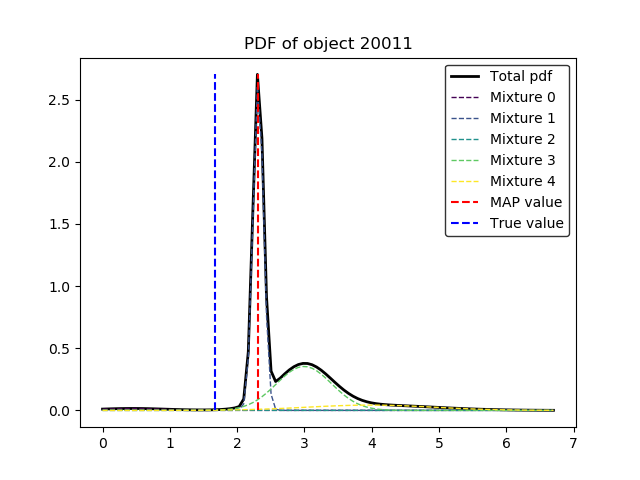 PDF of object 20011
Total pdf
Mixture 0
Mixture 1
Mixture 2
Mixture 3
Mixture 4
MAP value
True value
2.5
2.0
1.5
1.0
0.5
0.0
0 1 2 3 4 5 6 7